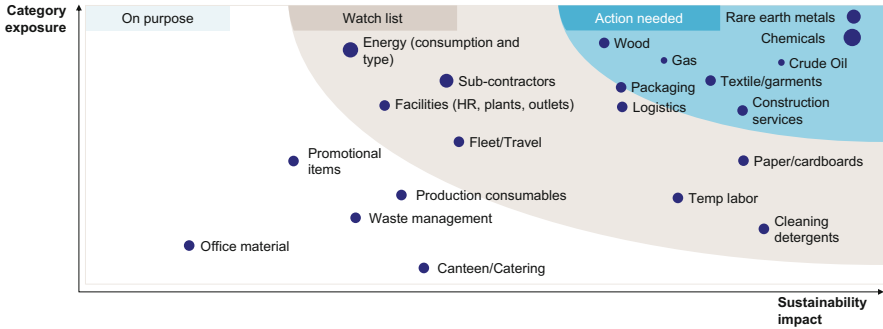 Category
exposure
On purpose
Watch list
Action needed
Rare earth metals
Chemicals
Energy (consumption and
type)
Wood
Gas
Crude Oil
Sub-contractors
Packaging
Textile/garments
Facilities (HR, plants, outlets)
Logistics
Construction
services
Fleet/Travel
Promotional
items
Paper/cardboards
Production consumables
Temp labor
Waste management
Cleaning
detergents
Office material
Canteen/Catering
Sustainability
impact